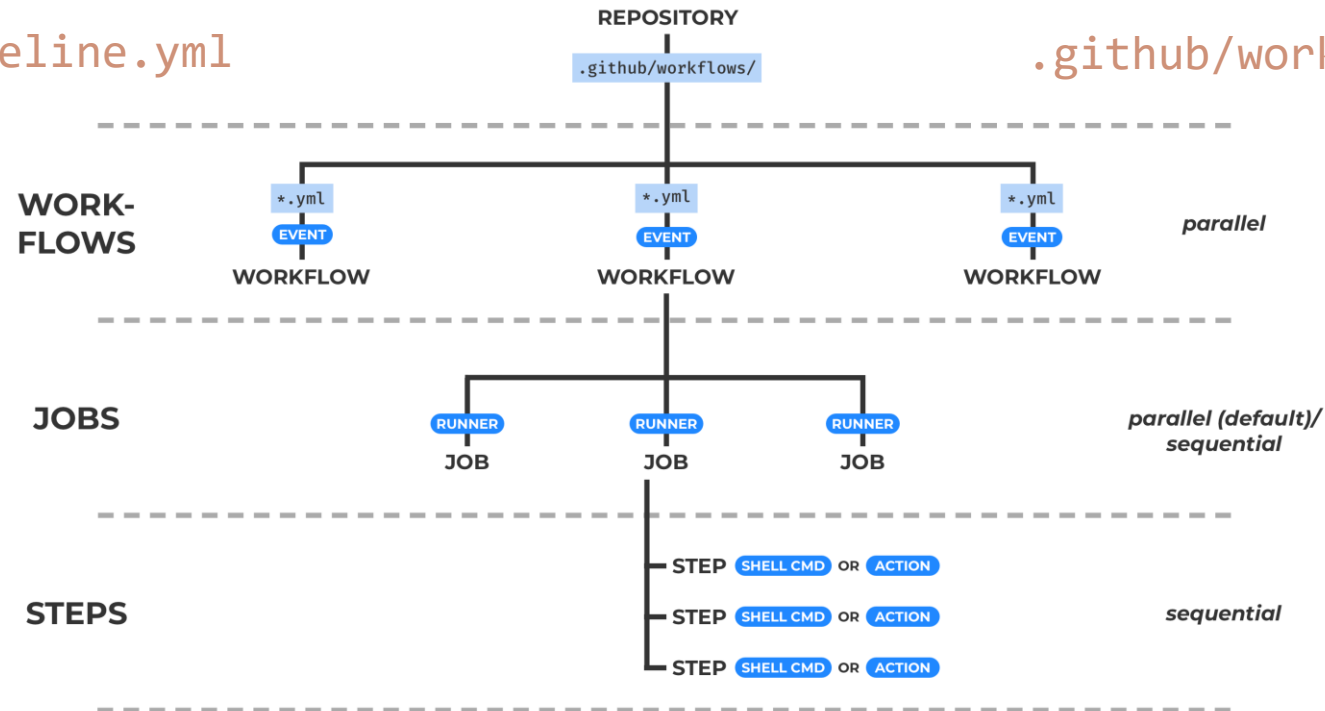 REPOSITORY
eline.yml
.github/work
.github/workflows/
WORK-
FLOWS
*.yml
*.yml
*.yml
EVENT
EVENT
EVENT
WORKFLOW
WORKFLOW
WORKFLOW
parallel
JOBS
RUNNER
RUNNER
RUNNER
JOB
JOB
JOB
parallel (default)/
sequential
STEPS
STEP SHELL CMD OR ACTION
STEP SHELL CMD OR ACTION
STEP SHELL CMD OR ACTION
sequential